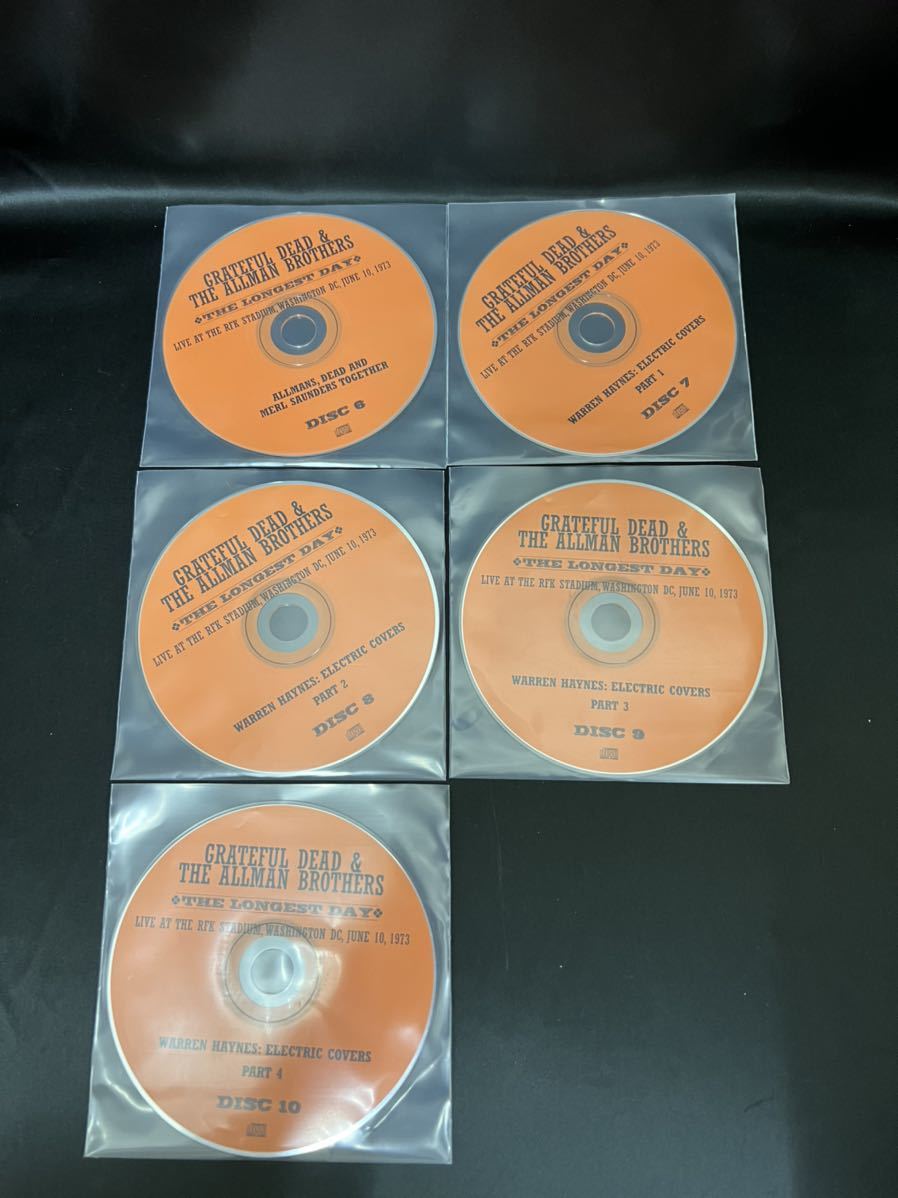 GRATEFUL DEAD &
THE ALLMAN BROTHERS
THE LONGEST DAY
LIVE AT THE RFK STADIUM, WASHINGTON DC, JUNE 10, 1973
ALLMANS, DEAD AND
MERL SAUNDERS TOGETHER
DISC 6
GRATEFUL DEAD &
THE ALLMAN BROTHERS
THE LONGEST DAY
LIVE AT THE RFK STADIUM, WASHINGTON DC, JUNE 10, 1973
WARREN HAYNES: ELECTRIC COVERS
PART 1
DISC 7
GRATEFUL DEAD &
THE ALLMAN BROTHERS
THE LONGEST DAY
LIVE AT THE RFK STADIUM, WASHINGTON DC, JUNE 10, 1973
WARREN HAYNES: ELECTRIC COVERS
PART 2
DISC 8
GRATEFUL DEAD &
THE ALLMAN BROTHERS
THE LONGEST DAY
LIVE AT THE RFK STADIUM, WASHINGTON DC, JUNE 10, 1973
WARREN HAYNES: ELECTRIC COVERS
PART 3
DISC 9
GRATEFUL DEAD &
THE ALLMAN BROTHERS
THE LONGEST DAY
LIVE AT THE RFK STADIUM, WASHINGTON DC, JUNE 10, 1973
WARREN HAYNES: ELECTRIC COVERS
PART 4
DISC 10